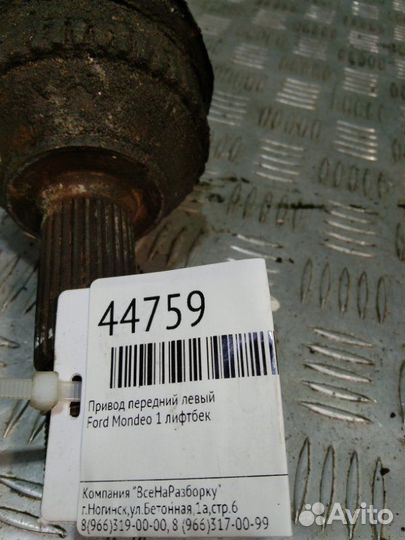 44759
Привод передний левый
Ford Mondeo 1 лифтбек
Компания "ВсеНаРазборку"
г.Ногинск,ул.Бетонная,1а,стр.6
8(966)319-00-00, 8 (966)317-00-99
Avito